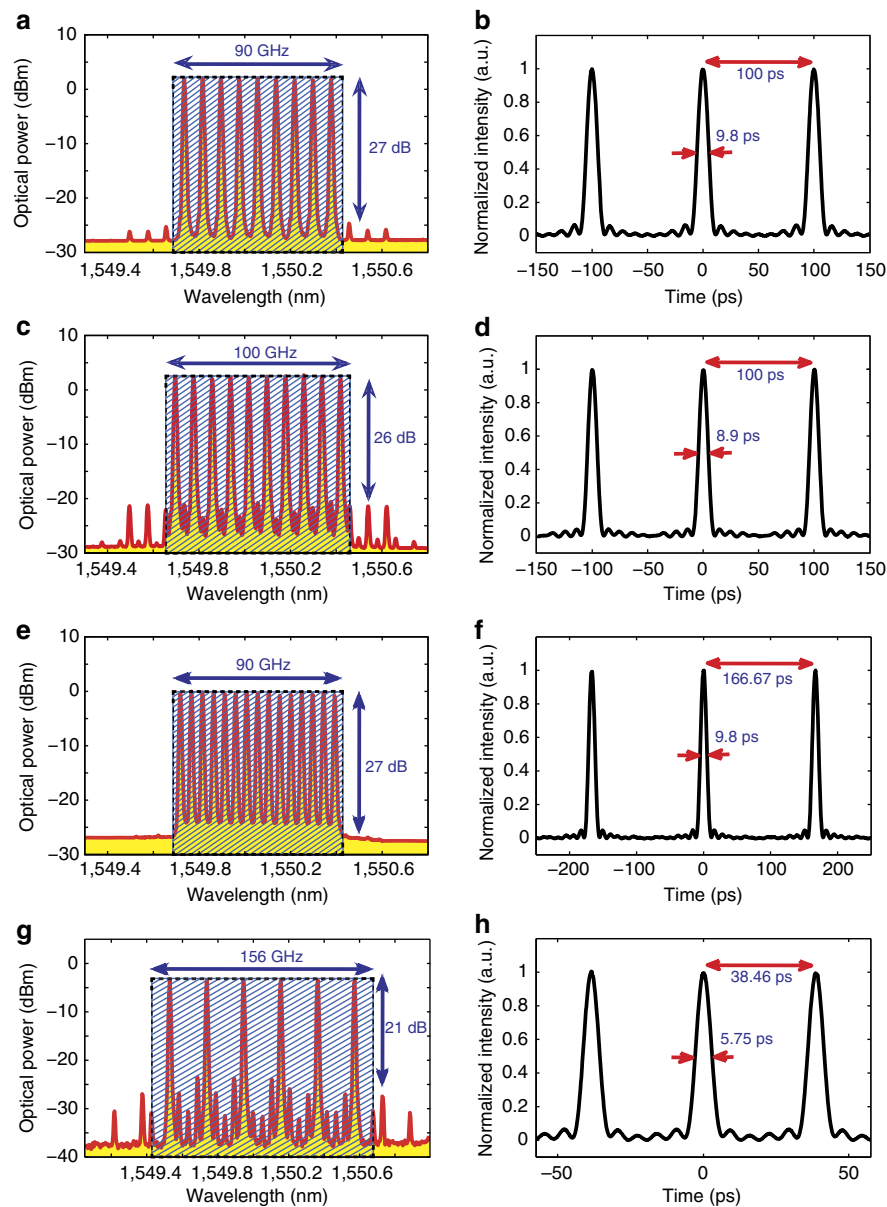 a
90 GHz
27 dB
Optical power (dBm)
10
0
−10
−20
−30
1,549.4
1,549.8
1,550.2
1,550.6
Wavelength (nm)
b
100 ps
9.8 ps
Normalized intensity (a.u.)
1
0.8
0.6
0.4
0.2
0
−150
−100
−50
0
50
100
150
Time (ps)
c
100 GHz
26 dB
Optical power (dBm)
10
0
−10
−20
−30
1,549.4
1,549.8
1,550.2
1,550.6
Wavelength (nm)
d
100 ps
8.9 ps
Normalized intensity (a.u.)
1
0.8
0.6
0.4
0.2
0
−150
−100
−50
0
50
100
150
Time (ps)
e
90 GHz
27 dB
Optical power (dBm)
10
0
−10
−20
−30
1,549.4
1,549.8
1,550.2
1,550.6
Wavelength (nm)
f
166.67 ps
9.8 ps
Normalized intensity (a.u.)
1
0.8
0.6
0.4
0.2
0
−200
−100
0
100
200
Time (ps)
g
156 GHz
21 dB
Optical power (dBm)
0
−10
−20
−30
−40
1,549.4
1,549.8
1,550.2
1,550.6
Wavelength (nm)
h
38.46 ps
5.75 ps
Normalized intensity (a.u.)
1
0.8
0.6
0.4
0.2
0
−50
0
50
Time (ps)